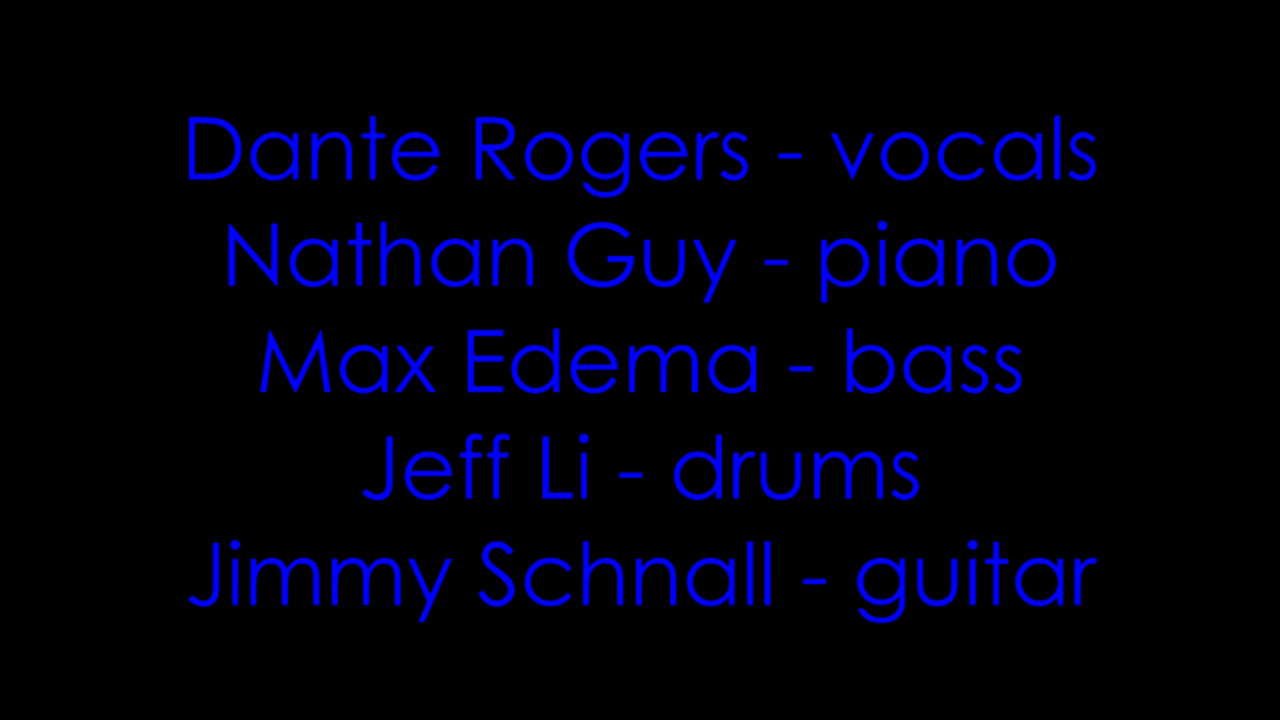 Dante Rogers - vocals
Nathan Guy - piano
Max Edema - bass
Jeff Li - drums
Jimmy Schnall - guitar